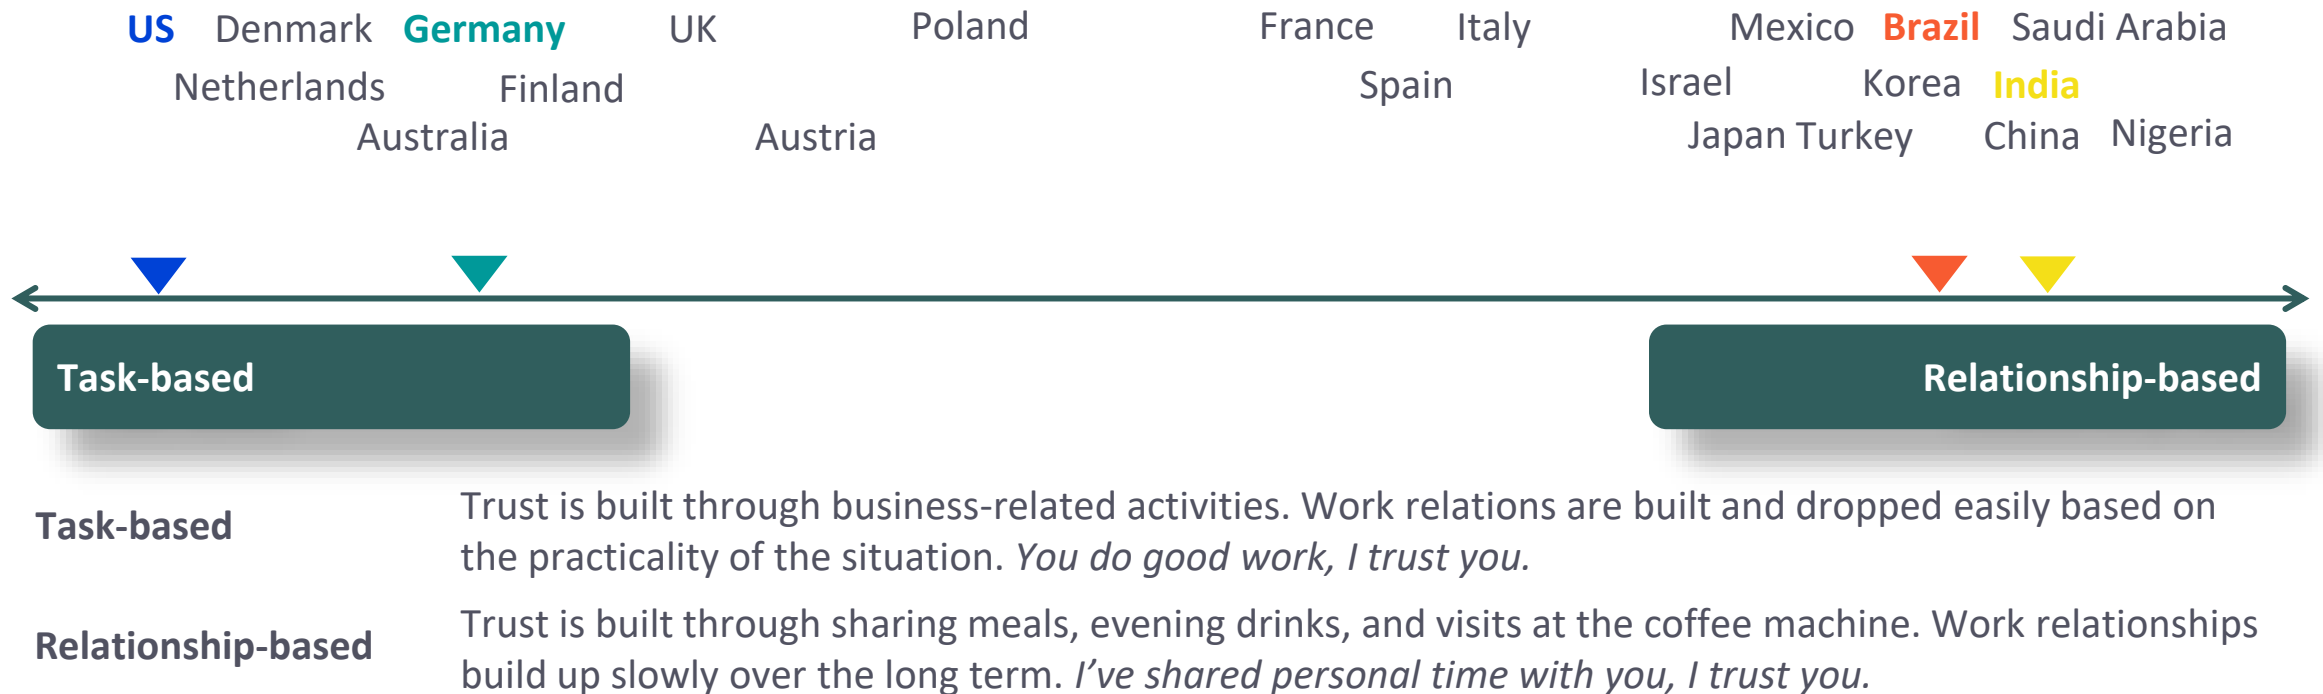 US Denmark Germany UK Poland France Italy Mexico Brazil Saudi Arabia
Netherlands Finland Spain Israel Korea India
Australia Austria Japan Turkey China Nigeria
Task-based Relationship-based
Task-based Trust is built through business-related activities. Work relations are built and dropped easily based on
the practicality of the situation. You do good work, I trust you.
Relationship-based Trust is built through sharing meals, evening drinks, and visits at the coffee machine. Work relationships
build up slowly over the long term. I’ve shared personal time with you, I trust you.